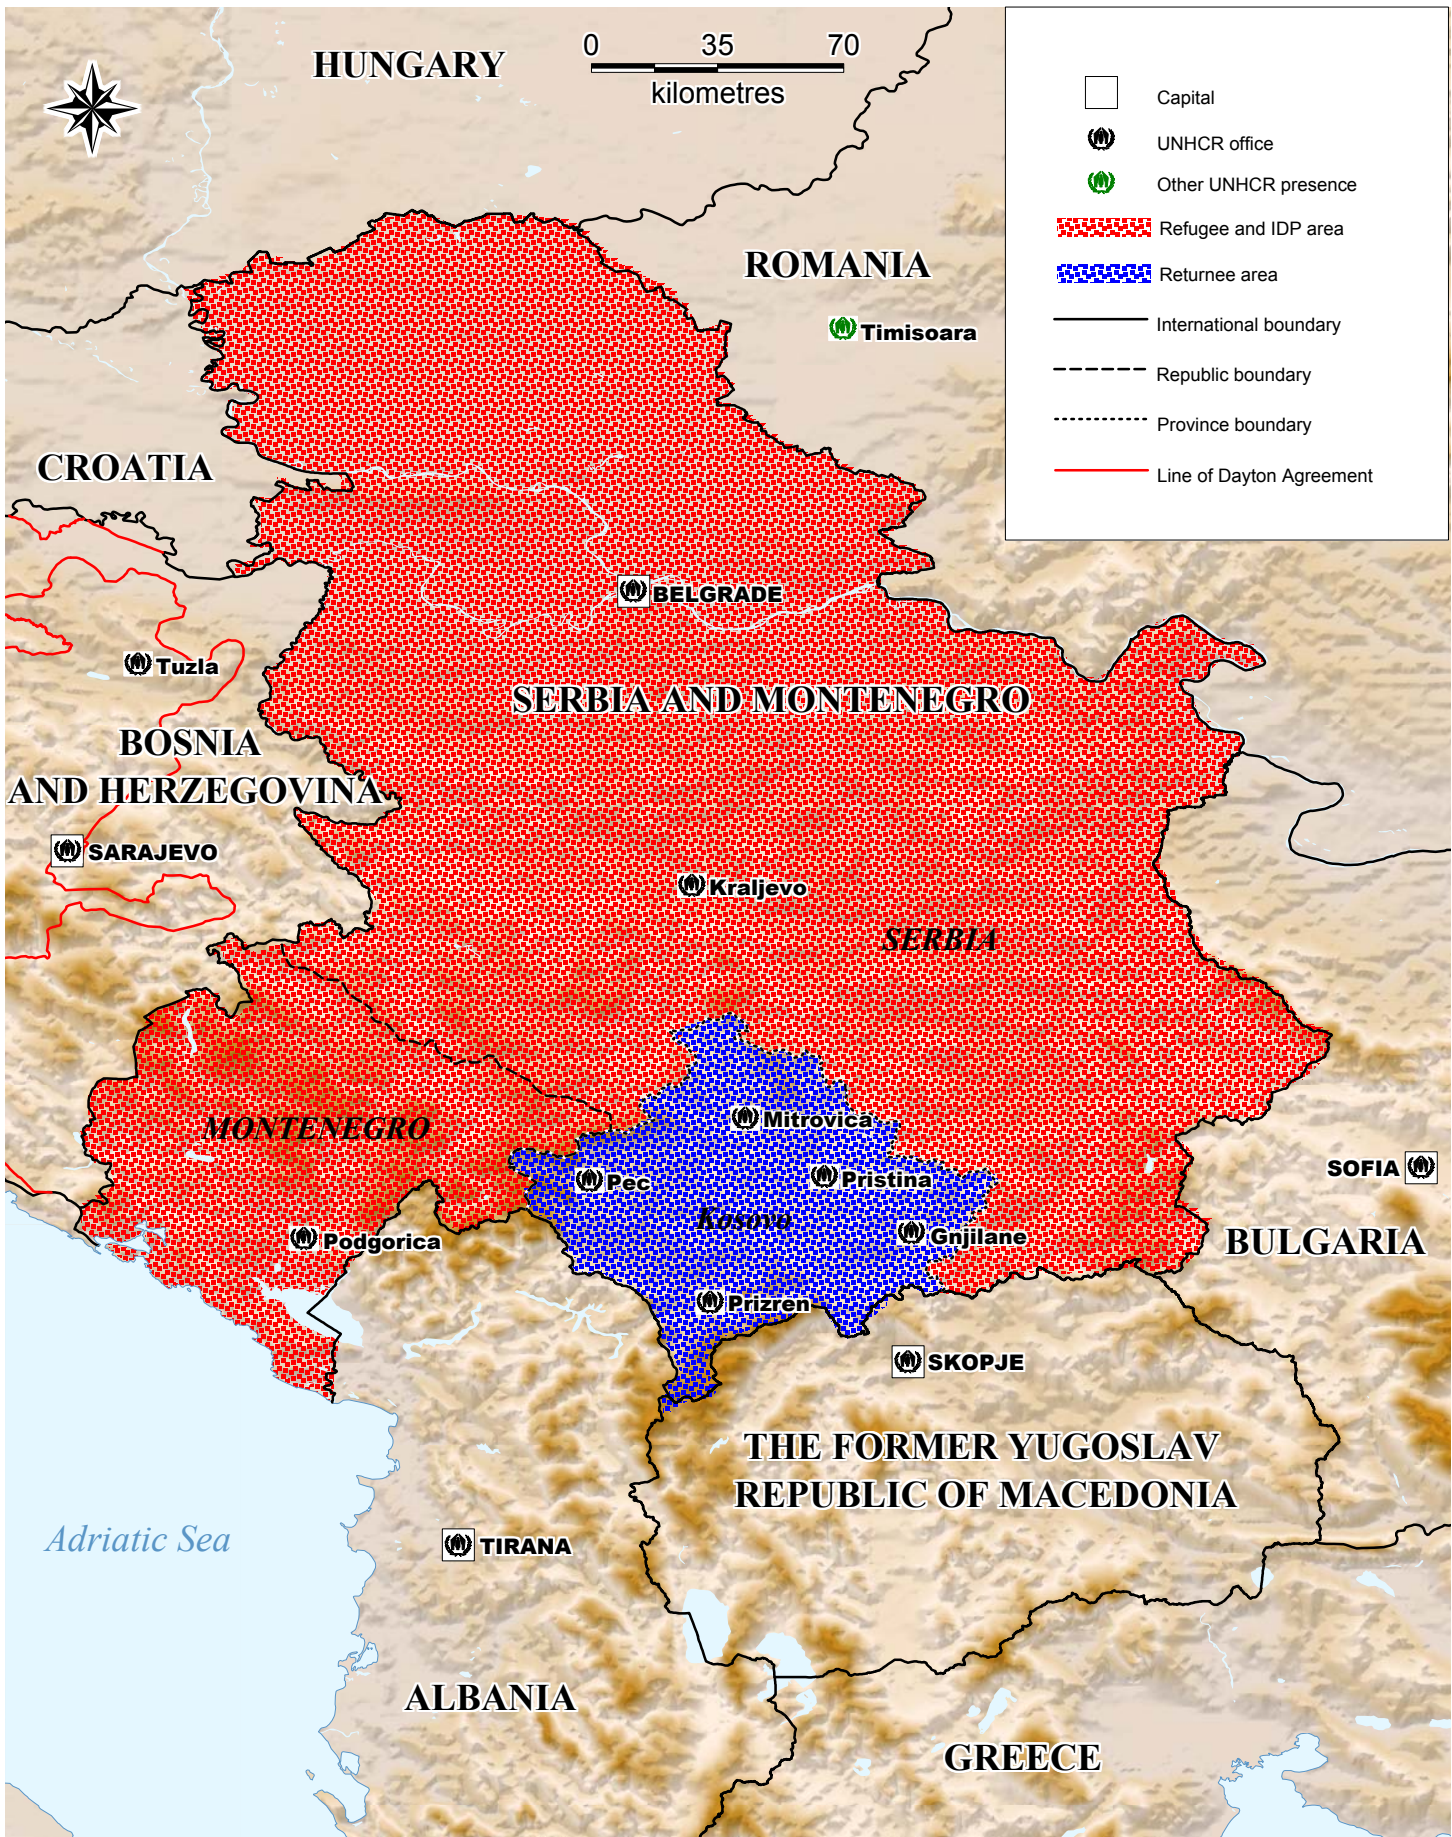 HUNGARY
0 35 70
kilometres
Capital
UNHCR office
Other UNHCR presence
Refugee and IDP area
Returnee area
International boundary
Republic boundary
Province boundary
Line of Dayton Agreement
ROMANIA
Timisoara
CROATIA
BELGRADE
Tuzla
SERBIA AND MONTENEGRO
BOSNIA
AND HERZEGOVINA
SARAJEVO
Kraljevo
SERBIA
MONTENEGRO
Mitrovica
Pec
Pristina
SOFIA
Kosovo
Gnjilane
Podgorica
BULGARIA
Prizren
SKOPJE
THE FORMER YUGOSLAV
REPUBLIC OF MACEDONIA
Adriatic Sea
TIRANA
ALBANIA
GREECE